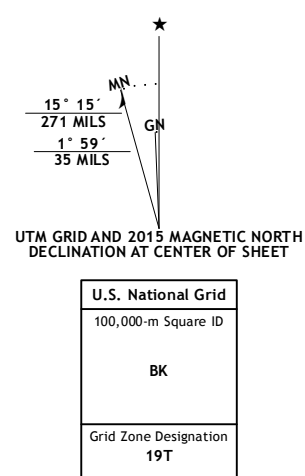 MN
GN
15° 15´
271 MILS
1° 59´
35 MILS
UTM GRID AND 2015 MAGNETIC NORTH
DECLINATION AT CENTER OF SHEET
U.S. National Grid
100,000-m Square ID
BK
Grid Zone Designation
19T